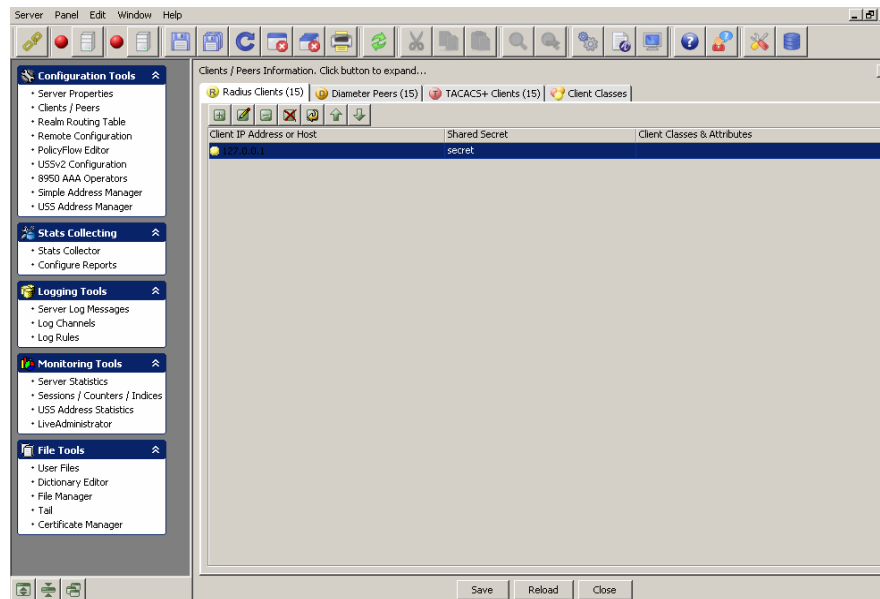 Server Panel Edit Window Help
Configuration Tools
Server Properties
Clients / Peers
Realm Routing Table
Remote Configuration
PolicyFlow Editor
USSv2 Configuration
8950 AAA Operators
Simple Address Manager
USS Address Manager
Stats Collecting
Stats Collector
Configure Reports
Logging Tools
Server Log Messages
Log Channels
Log Rules
Monitoring Tools
Server Statistics
Sessions / Counters / Indices
USS Address Statistics
LiveAdministrator
File Tools
User Files
Dictionary Editor
File Manager
Tail
Certificate Manager
Clients / Peers Information. Click button to expand...
R Radius Clients (15) D Diameter Peers (15) T TACACS+ Clients (15) Client Classes
Client IP Address or Host Shared Secret Client Classes & Attributes
127.0.0.1 secret
Save Reload Close